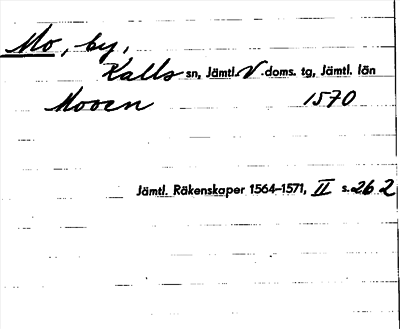 Mo, by,
Kalls sn, Jämtl. V. doms. tg, Jämtl. län
Mooen 1570
Jämtl. Räkenskaper 1564-1571, II s. 262